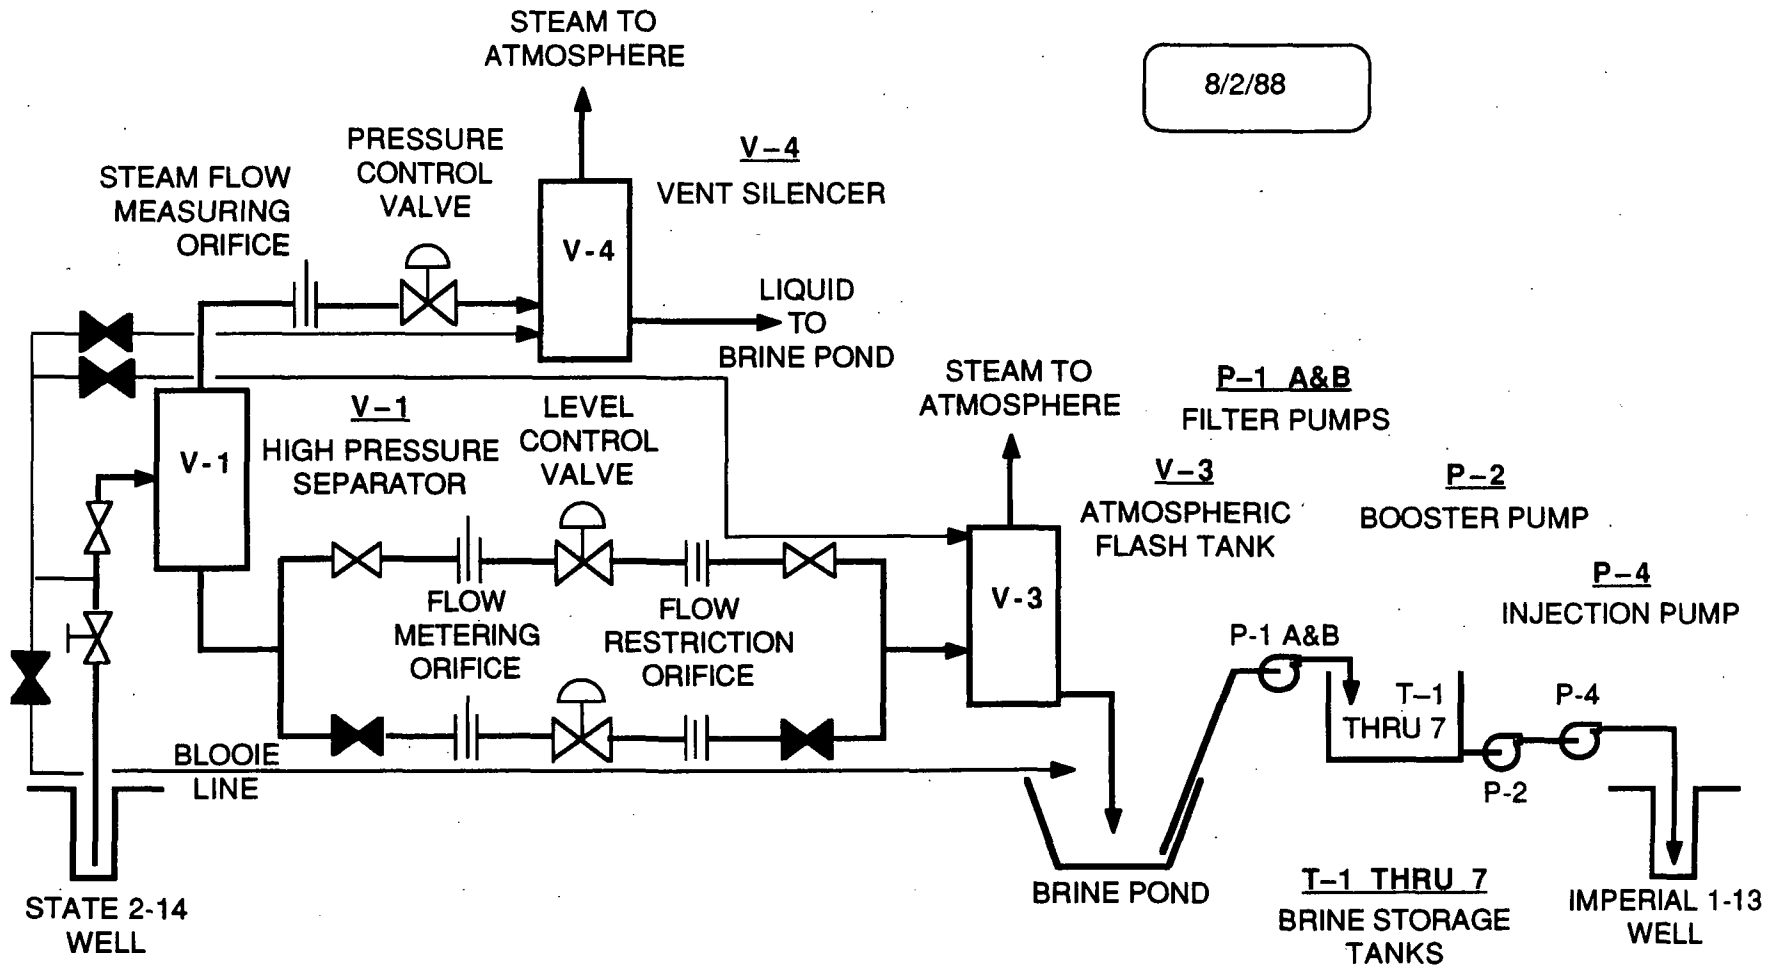 STEAM TO
ATMOSPHERE
8/2/88
PRESSURE
CONTROL
VALVE
V-4
VENT SILENCER
STEAM FLOW
MEASURING
ORIFICE
V-4
LIQUID
TO
BRINE POND
STEAM TO
ATMOSPHERE
P-1 A&B
FILTER PUMPS
V-1
HIGH PRESSURE
SEPARATOR
LEVEL
CONTROL
VALVE
V-1
V-3
ATMOSPHERIC
FLASH TANK
P-2
BOOSTER PUMP
P-4
INJECTION PUMP
FLOW
METERING
ORIFICE
FLOW
RESTRICTION
ORIFICE
V-3
P-1 A&B
T-1
THRU 7
P-4
P-2
BLOOIE
LINE
BRINE POND
T-1 THRU 7
BRINE STORAGE
TANKS
STATE 2-14
WELL
IMPERIAL 1-13
WELL